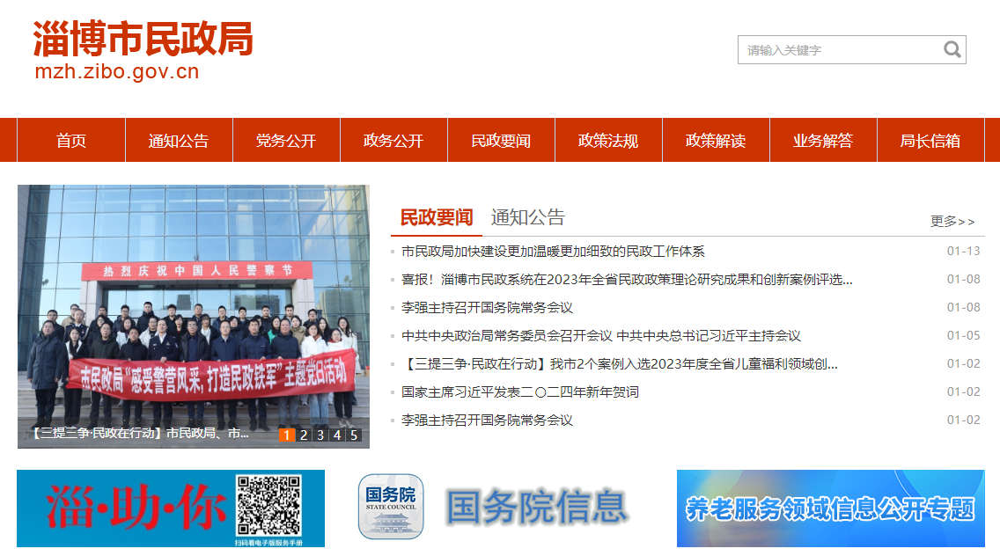 淄博市民政局
mzh.zibo.gov.cn
请输入关键字
首页 通知公告 党务公开 政务公开 民政要闻 政策法规 政策解读 业务解答 局长信箱
热烈庆祝中国人民警察节
市民政局“感受警营风采,打造民政铁军”主题党日活动
【三提三争·民政在行动】市民政局、市... 1 2 3 4 5
民政要闻 通知公告 更多>>
市民政局加快建设更加温暖更加细致的民政工作体系 01-13
喜报！淄博市民政系统在2023年全省民政政策理论研究成果和创新案例评选... 01-08
李强主持召开国务院常务会议 01-08
中共中央政治局常务委员会召开会议 中共中央总书记习近平主持会议 01-05
【三提三争·民政在行动】我市2个案例入选2023年度全省儿童福利领域创... 01-02
国家主席习近平发表二〇二四年新年贺词 01-02
李强主持召开国务院常务会议 01-02
淄·助·你
扫码看电子版服务手册
国务院
STATE COUNCIL
国务院信息
养老服务领域信息公开专题